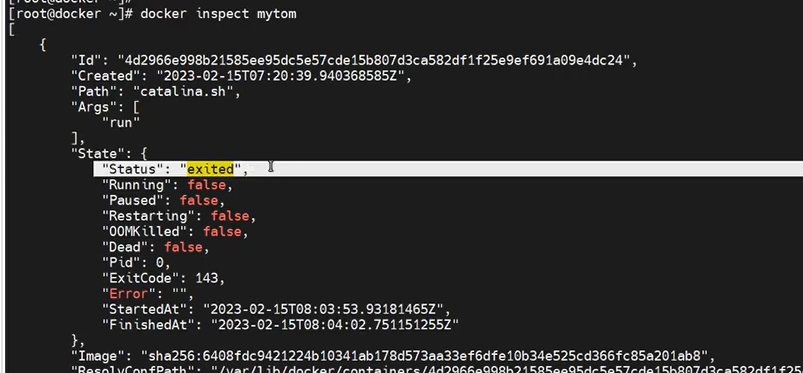 [root@docker ~]# docker inspect mytom
[
{
"Id": "4d2966e998b21585ee95dc5e57cde15b807d3ca582df1f25e9ef691a09e4dc24",
"Created": "2023-02-15T07:20:39.940368585Z",
"Path": "catalina.sh",
"Args": [
"run"
],
"State": {
"Status": "exited",
"Running": false,
"Paused": false,
"Restarting": false,
"OOMKilled": false,
"Dead": false,
"Pid": 0,
"ExitCode": 143,
"Error": "",
"StartedAt": "2023-02-15T08:03:53.93181465Z",
"FinishedAt": "2023-02-15T08:04:02.751151255Z"
},
"Image": "sha256:6408fdc9421224b10341ab178d573aa33ef6dfe10b34e525cd366fc85a201ab8",
"ResolvConfPath": "/var/lib/docker/containers/4d2966e998b21585ee95dc5e57cde15b807d3ca582df1f25